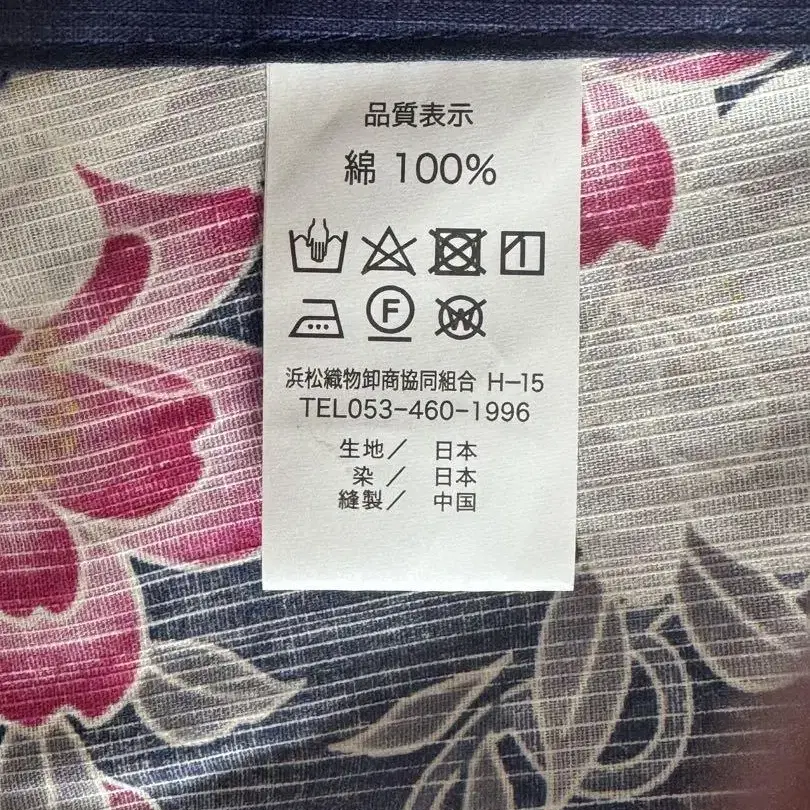 品質表示
綿 100%
F W
浜松織物卸商協同組合 H-15
TEL053-460-1996
生地/ 日本
染/ 日本
縫製/ 中国